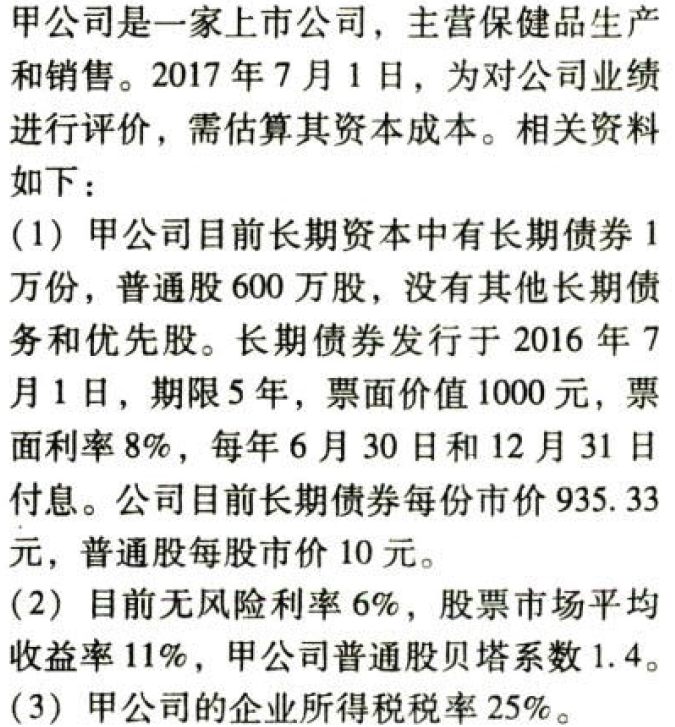 甲公司是一家上市公司，主营保健品生产
和销售。2017 年 7 月 1 日，为对公司业绩
进行评价，需估算其资本成本。相关资料
如下：
(1) 甲公司目前长期资本中有长期债券 1
万份，普通股 600 万股，没有其他长期债
务和优先股。长期债券发行于 2016 年 7
月 1 日，期限 5 年，票面价值 1000 元，票
面利率 8%，每年 6 月 30 日和 12 月 31 日
付息。公司目前长期债券每份市价 935. 33
元，普通股每股市价 10 元。
(2) 目前无风险利率 6%，股票市场平均
收益率 11%，甲公司普通股贝塔系数 1. 4。
(3) 甲公司的企业所得税税率 25%。